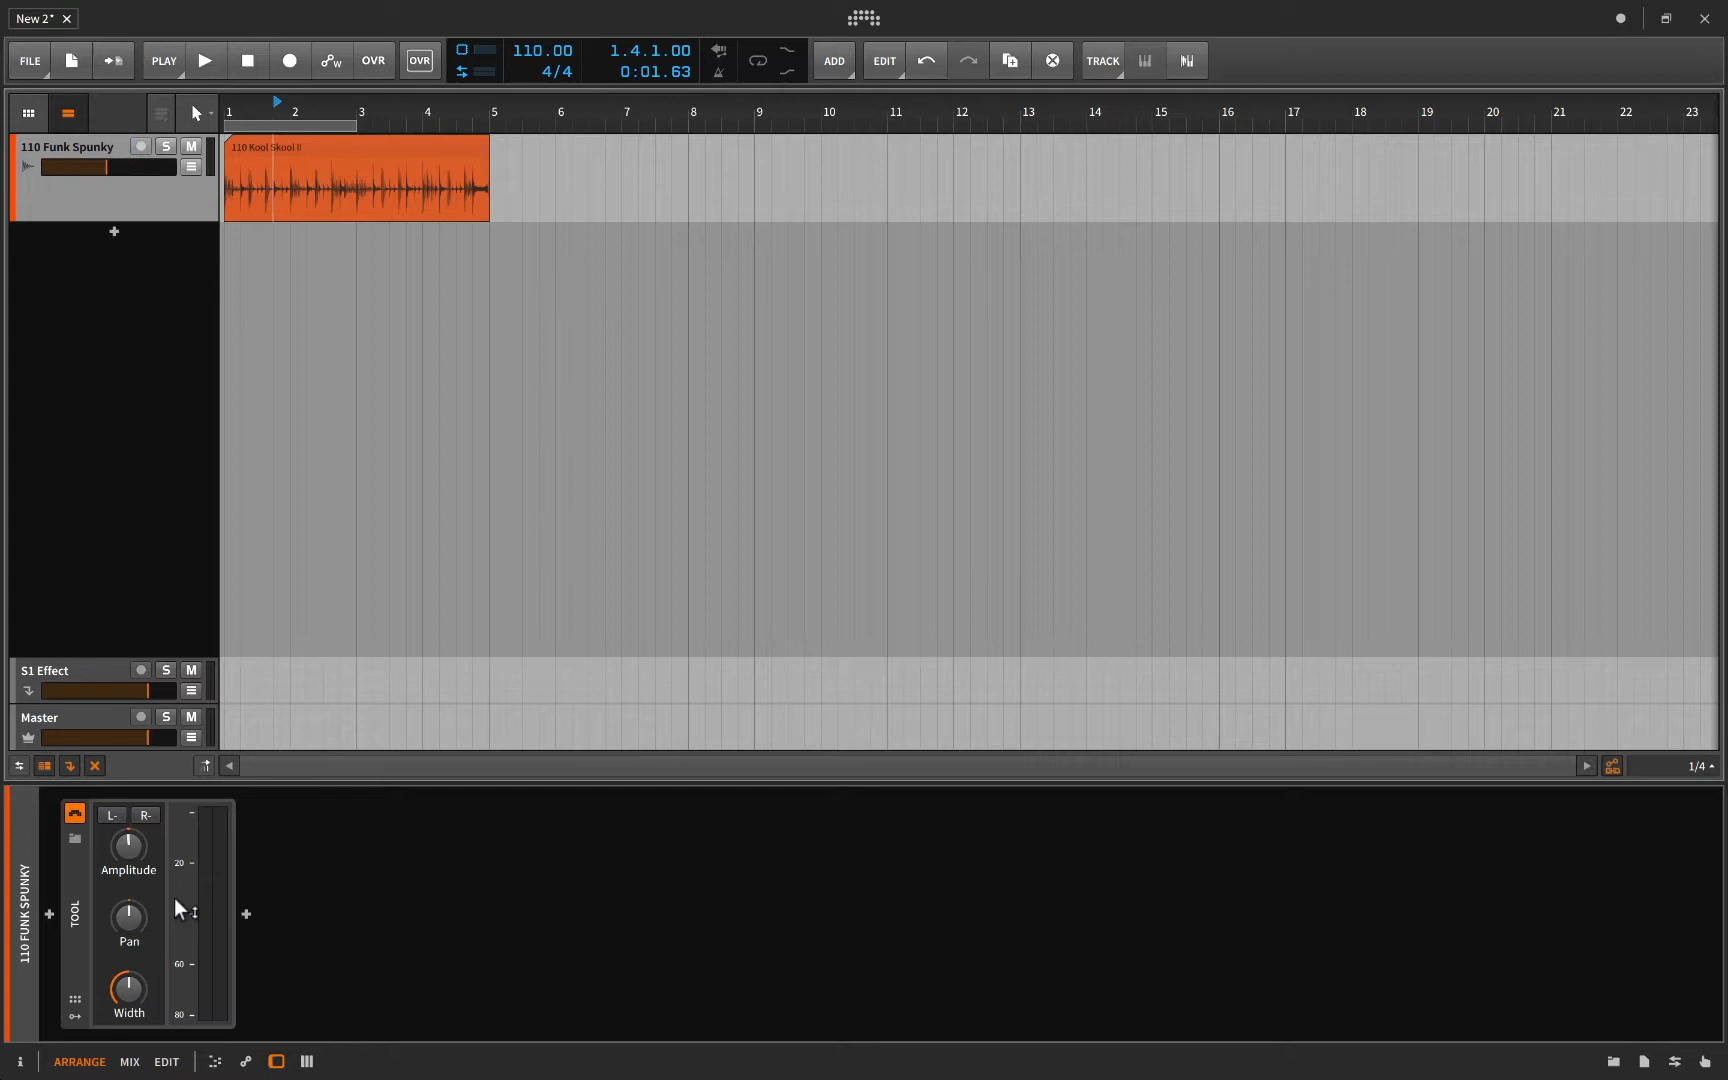 New 2*
FILE PLAY OVR OVR 110.00 4/4 1.4.1.00 0:01.63 ADD EDIT TRACK
1 2 3 4 5 6 7 8 9 10 11 12 13 14 15 16 17 18 19 20 21 22 23
110 Funk Spunky S M
110 Kool Skool II
S1 Effect S M
Master S M
1/4
110 FUNK SPUNKY
TOOL
L- R-
Amplitude
20
Pan
60
Width
80
i ARRANGE MIX EDIT